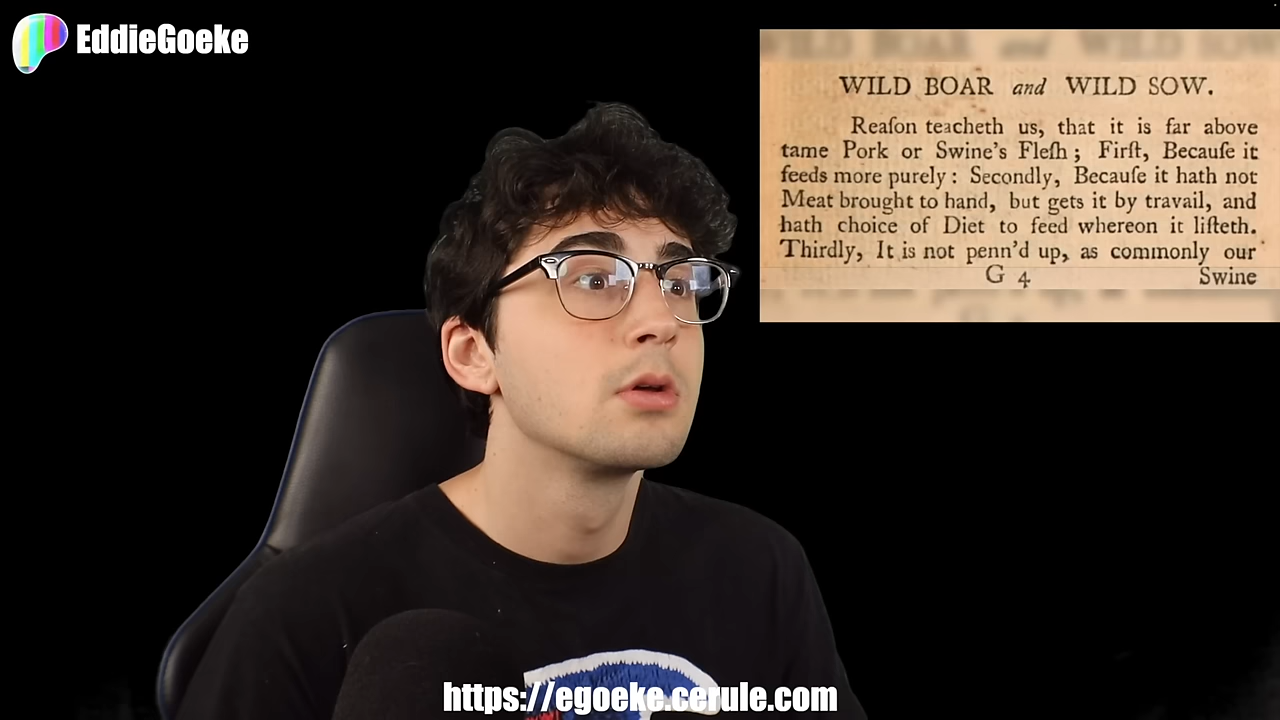 EddieGoeke
WILD BOAR and WILD SOW.
Reaſon teacheth us, that it is far above
tame Pork or Swine's Fleſh; Firſt, Becauſe it
feeds more purely: Secondly, Becauſe it hath not
Meat brought to hand, but gets it by travail, and
hath choice of Diet to feed whereon it liſteth.
Thirdly, It is not penn'd up, as commonly our
G 4 Swine
https://egoeke.cerule.com